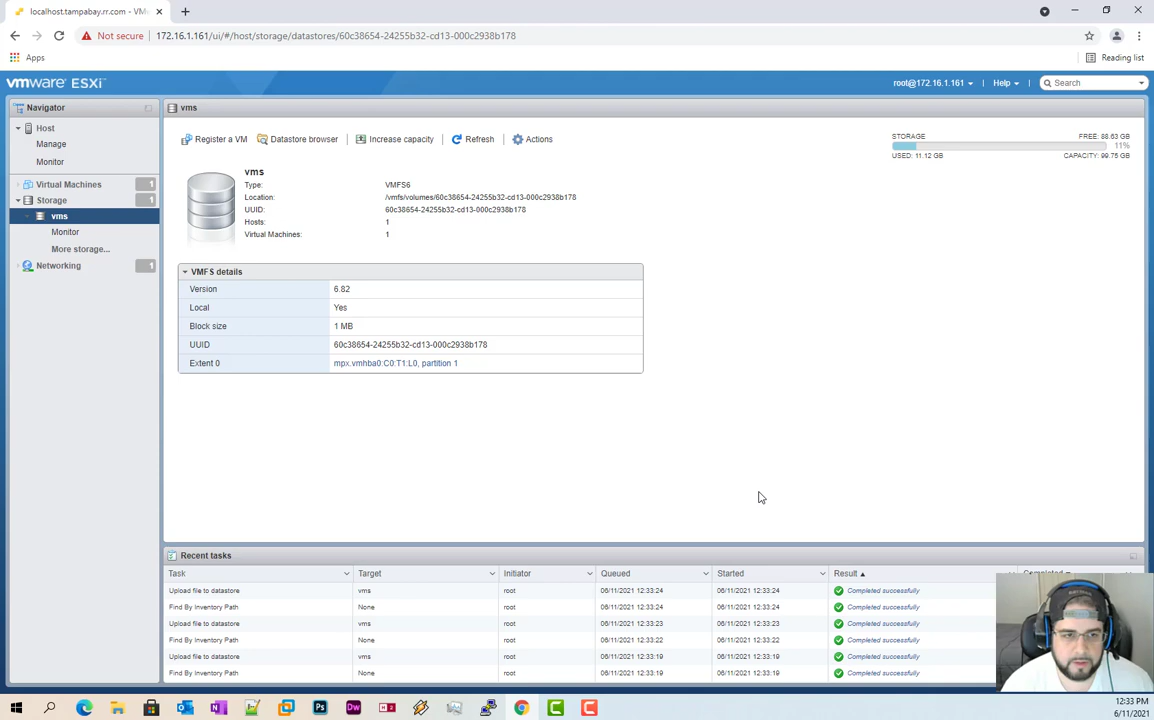 localhost.tampabay.rr.com - VM
Not secure 172.16.1.161/ui/#/host/storage/datastores/60c38654-24255b32-cd13-000c2938b178
Apps Reading list
vmware ESXi root@172.16.1.161 Help Search
Navigator vms
Host
Manage
Monitor
Virtual Machines 1
Storage 1
vms
Monitor
More storage...
Networking 1
Register a VM Datastore browser Increase capacity Refresh Actions
STORAGE FREE: 88.63 GB
11%
USED: 11.12 GB CAPACITY: 99.75 GB
vms
Type: VMFS6
Location: /vmfs/volumes/60c38654-24255b32-cd13-000c2938b178
UUID: 60c38654-24255b32-cd13-000c2938b178
Hosts: 1
Virtual Machines: 1
VMFS details
Version 6.82
Local Yes
Block size 1 MB
UUID 60c38654-24255b32-cd13-000c2938b178
Extent 0 mpx.vmhba0:C0:T1:L0, partition 1
Recent tasks
Task Target Initiator Queued Started Result Completed
Upload file to datastore vms root 06/11/2021 12:33:24 06/11/2021 12:33:24 Completed successfully
Find By Inventory Path None root 06/11/2021 12:33:24 06/11/2021 12:33:24 Completed successfully
Upload file to datastore vms root 06/11/2021 12:33:23 06/11/2021 12:33:23 Completed successfully
Find By Inventory Path None root 06/11/2021 12:33:22 06/11/2021 12:33:22 Completed successfully
Upload file to datastore vms root 06/11/2021 12:33:19 06/11/2021 12:33:19 Completed successfully
Find By Inventory Path None root 06/11/2021 12:33:19 06/11/2021 12:33:19 Completed successfully
12:33 PM
6/11/2021